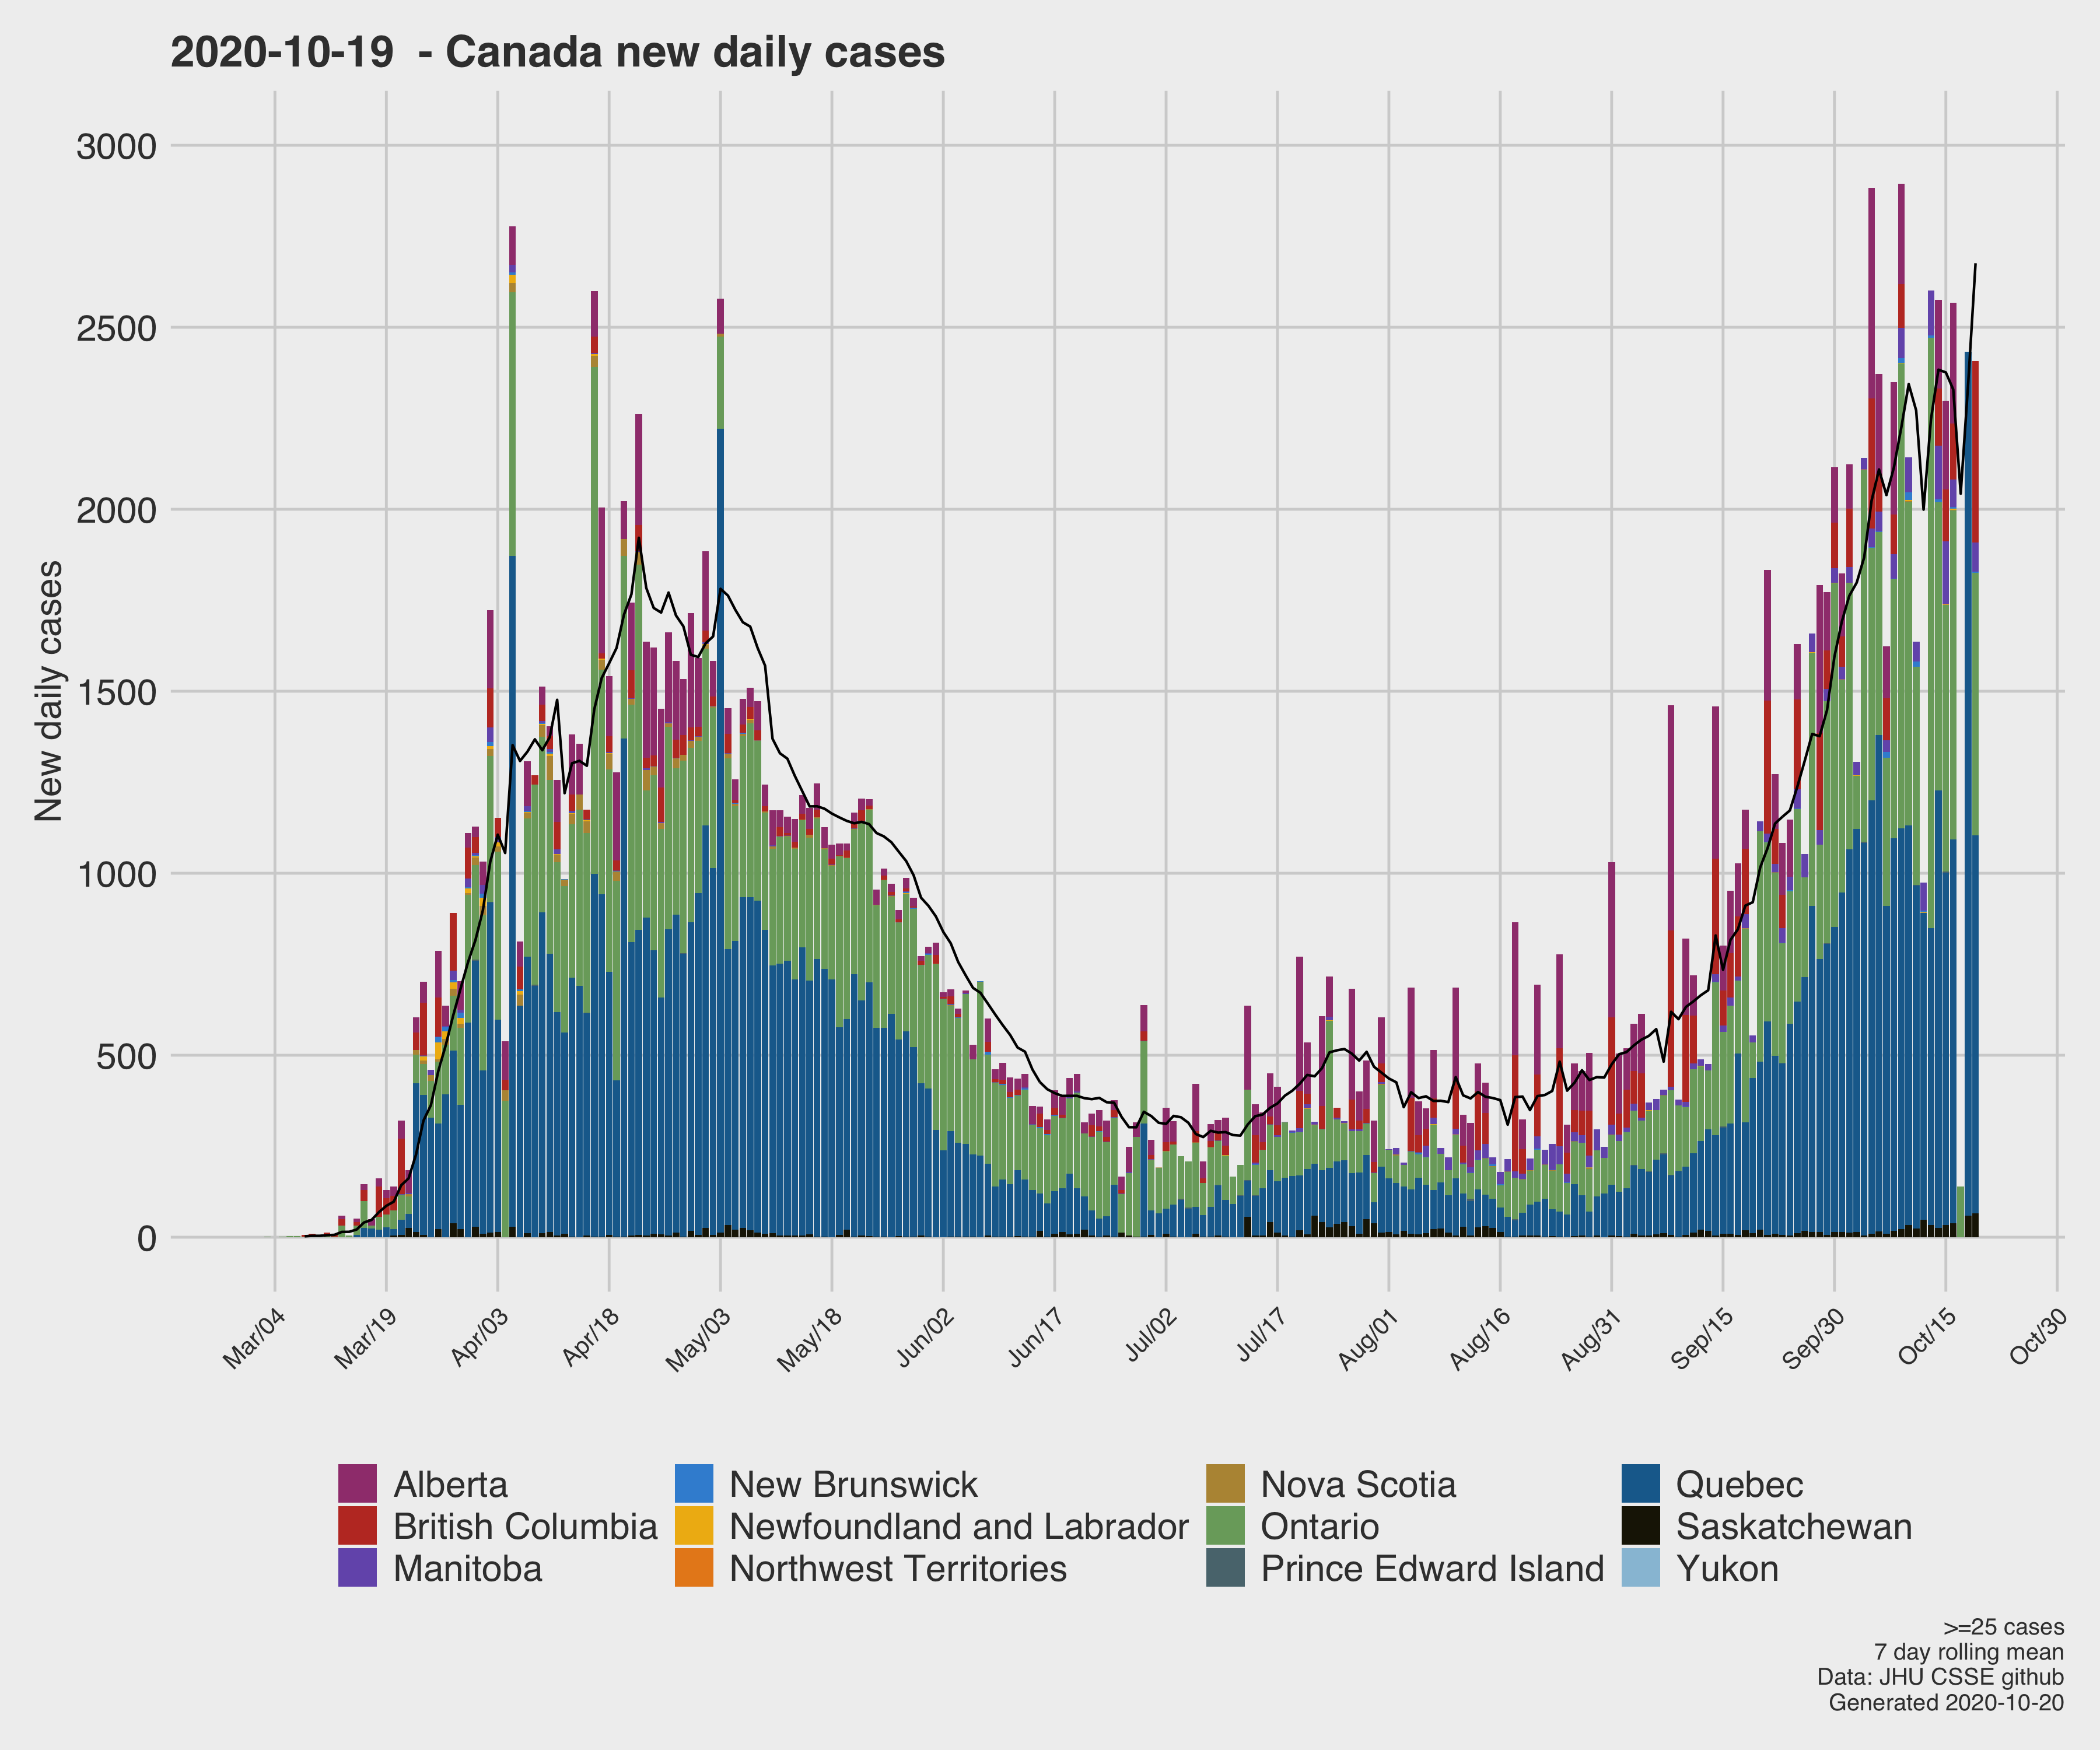 2020-10-19 - Canada new daily cases
New daily cases
3000
2500
2000
1500
1000
500
0
Mar/04
Mar/19
Apr/03
Apr/18
May/03
May/18
Jun/02
Jun/17
Jul/02
Jul/17
Aug/01
Aug/16
Aug/31
Sep/15
Sep/30
Oct/15
Oct/30
Alberta
New Brunswick
Nova Scotia
Quebec
British Columbia
Newfoundland and Labrador
Ontario
Saskatchewan
Manitoba
Northwest Territories
Prince Edward Island
Yukon
>=25 cases
7 day rolling mean
Data: JHU CSSE github
Generated 2020-10-20